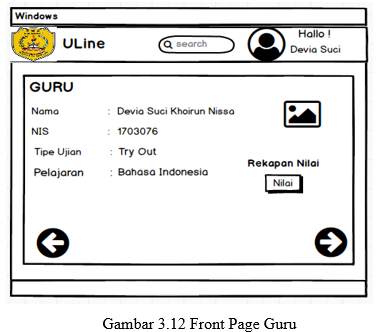 Windows
ULine
search
Hallo !
Devia Suci
GURU
Nama : Devia Suci Khoirun Nissa
NIS : 1703076
Tipe Ujian : Try Out
Pelajaran : Bahasa Indonesia
Rekapan Nilai
Nilai
Gambar 3.12 Front Page Guru